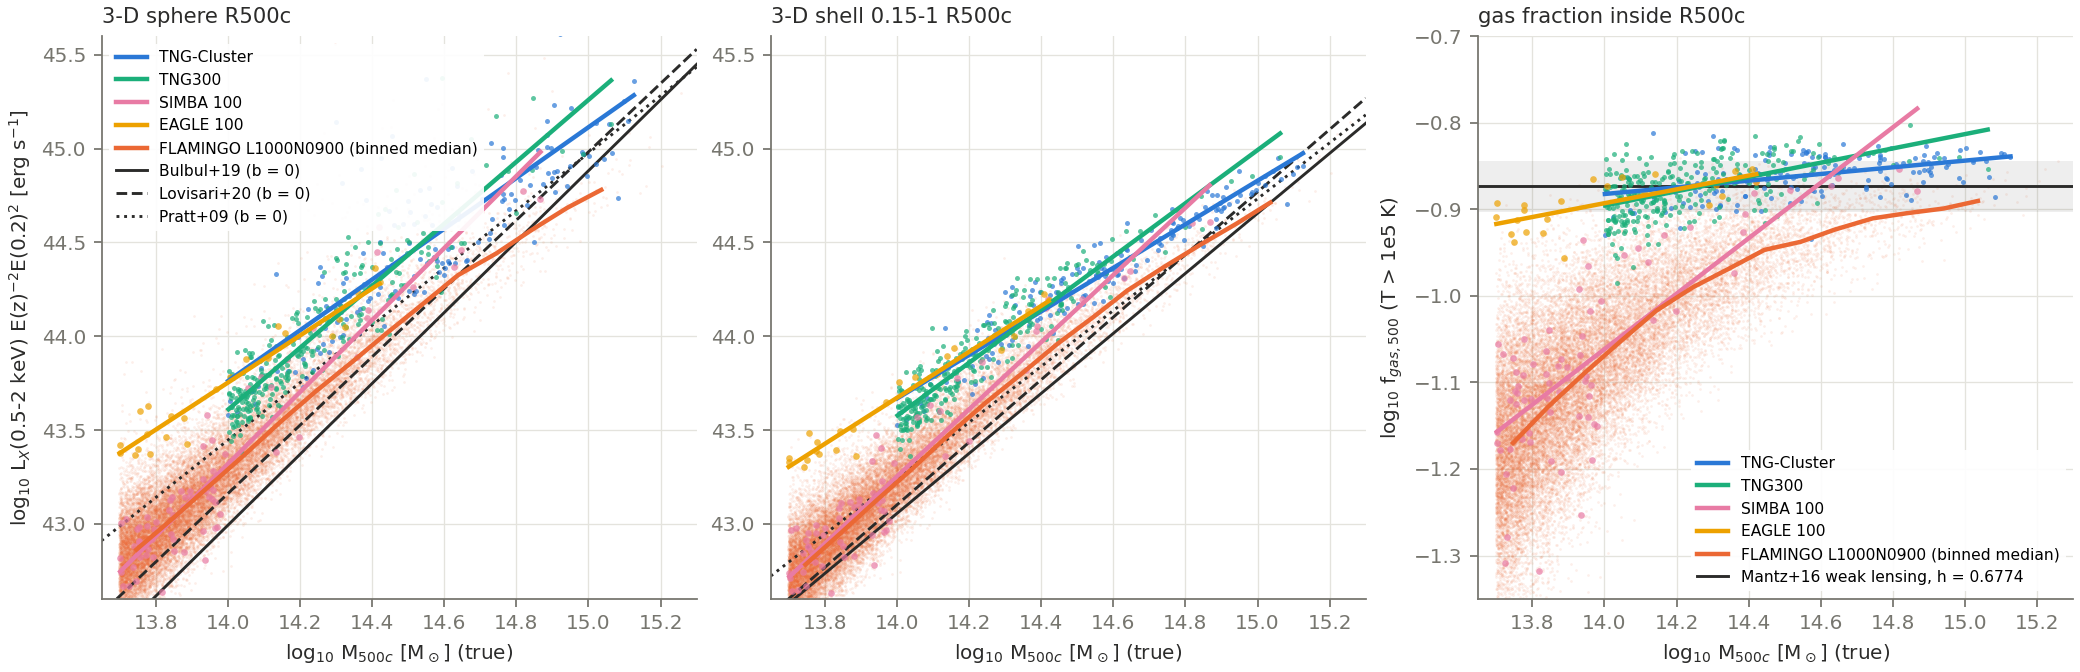 3-D sphere R500c
45.5
45.0
44.5
44.0
43.5
43.0
13.8 14.0 14.2 14.4 14.6 14.8 15.0 15.2
log₁₀ L_X(0.5-2 keV) E(z)⁻²E(0.2)² [erg s⁻¹]
log₁₀ M₅₀₀c [M_⊙] (true)
TNG-Cluster
TNG300
SIMBA 100
EAGLE 100
FLAMINGO L1000N0900 (binned median)
Bulbul+19 (b = 0)
Lovisari+20 (b = 0)
Pratt+09 (b = 0)
3-D shell 0.15-1 R500c
45.5
45.0
44.5
44.0
43.5
43.0
13.8 14.0 14.2 14.4 14.6 14.8 15.0 15.2
log₁₀ M₅₀₀c [M_⊙] (true)
gas fraction inside R500c
−0.7
−0.8
−0.9
−1.0
−1.1
−1.2
−1.3
13.8 14.0 14.2 14.4 14.6 14.8 15.0 15.2
log₁₀ f_gas,500 (T > 1e5 K)
log₁₀ M₅₀₀c [M_⊙] (true)
TNG-Cluster
TNG300
SIMBA 100
EAGLE 100
FLAMINGO L1000N0900 (binned median)
Mantz+16 weak lensing, h = 0.6774